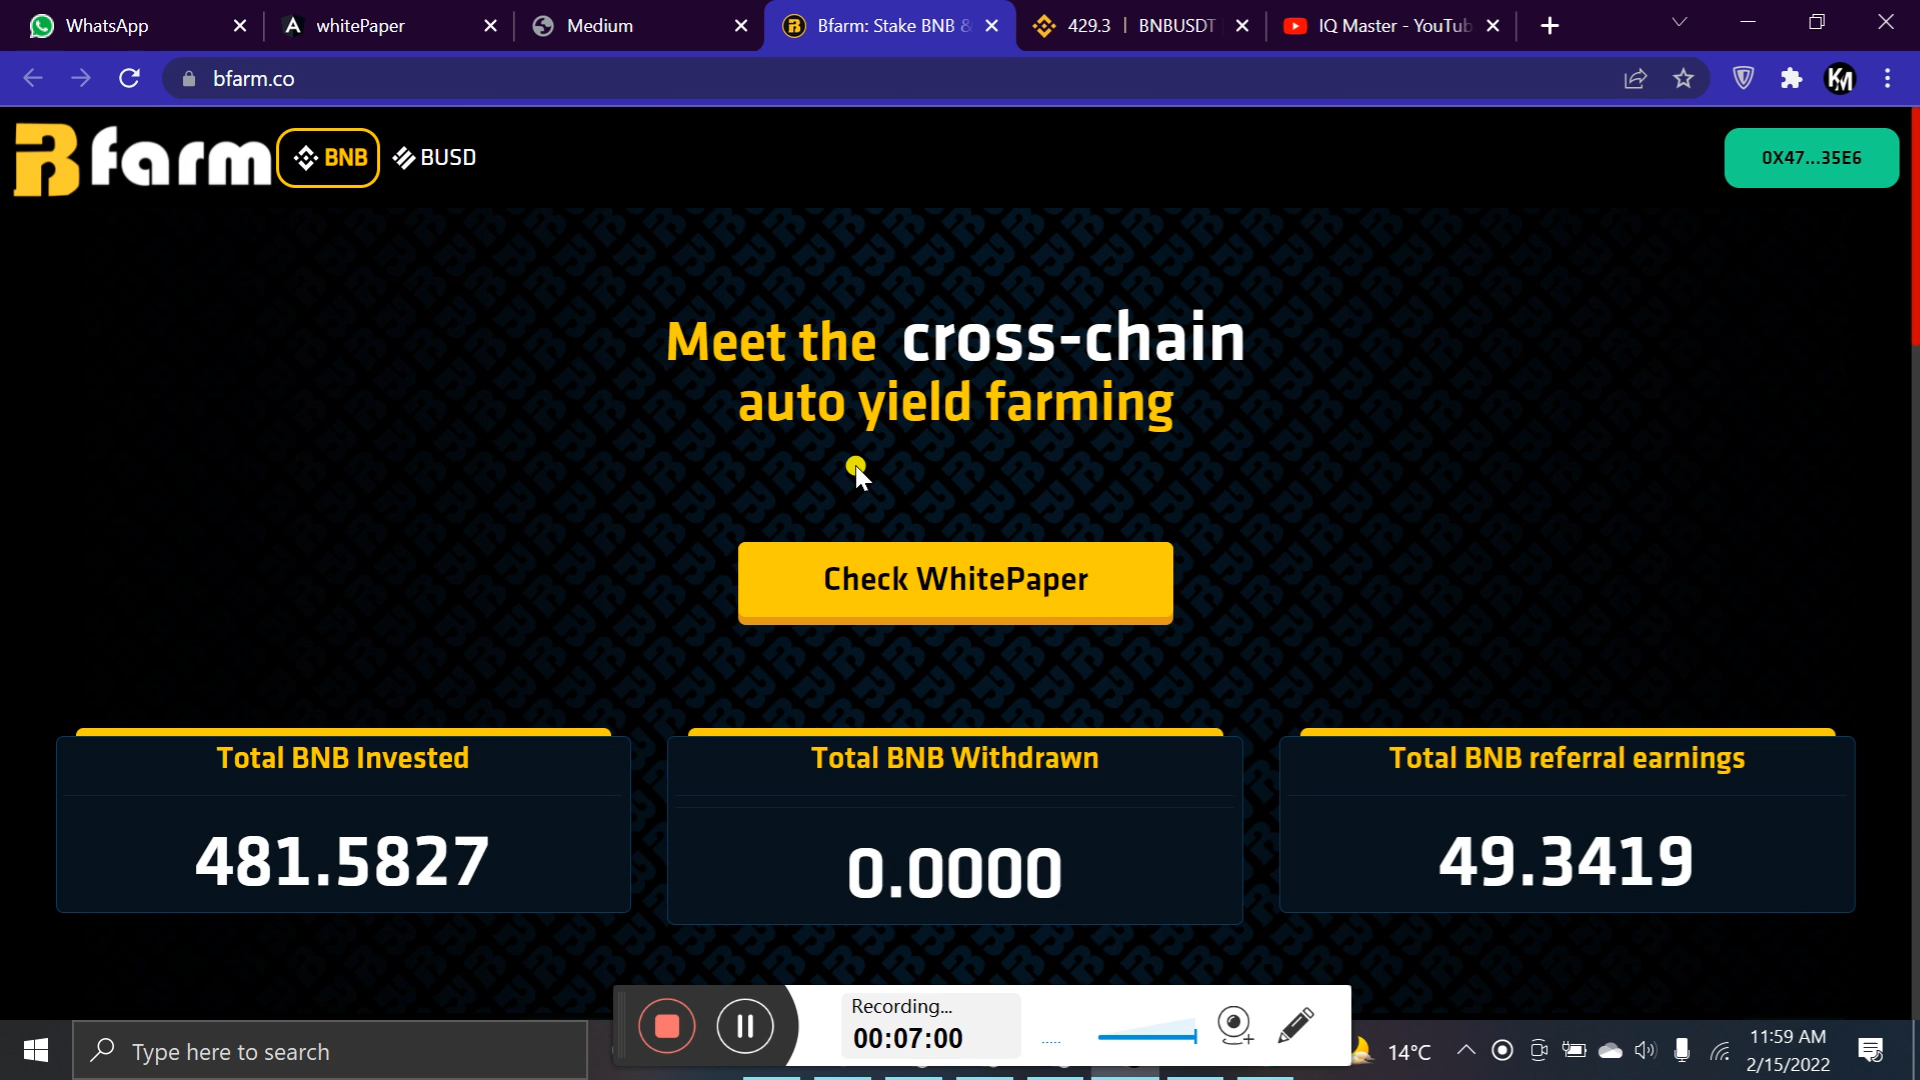 WhatsApp
whitePaper
Medium
Bfarm: Stake BNB &
429.3 | BNBUSDT
IQ Master - YouTub
bfarm.co
KM
Bfarm
BNB
BUSD
0X47...35E6
Meet the cross-chain
auto yield farming
Check WhitePaper
Total BNB Invested
481.5827
Total BNB Withdrawn
0.0000
Total BNB referral earnings
49.3419
Recording...
00:07:00
Type here to search
14°C
11:59 AM
2/15/2022